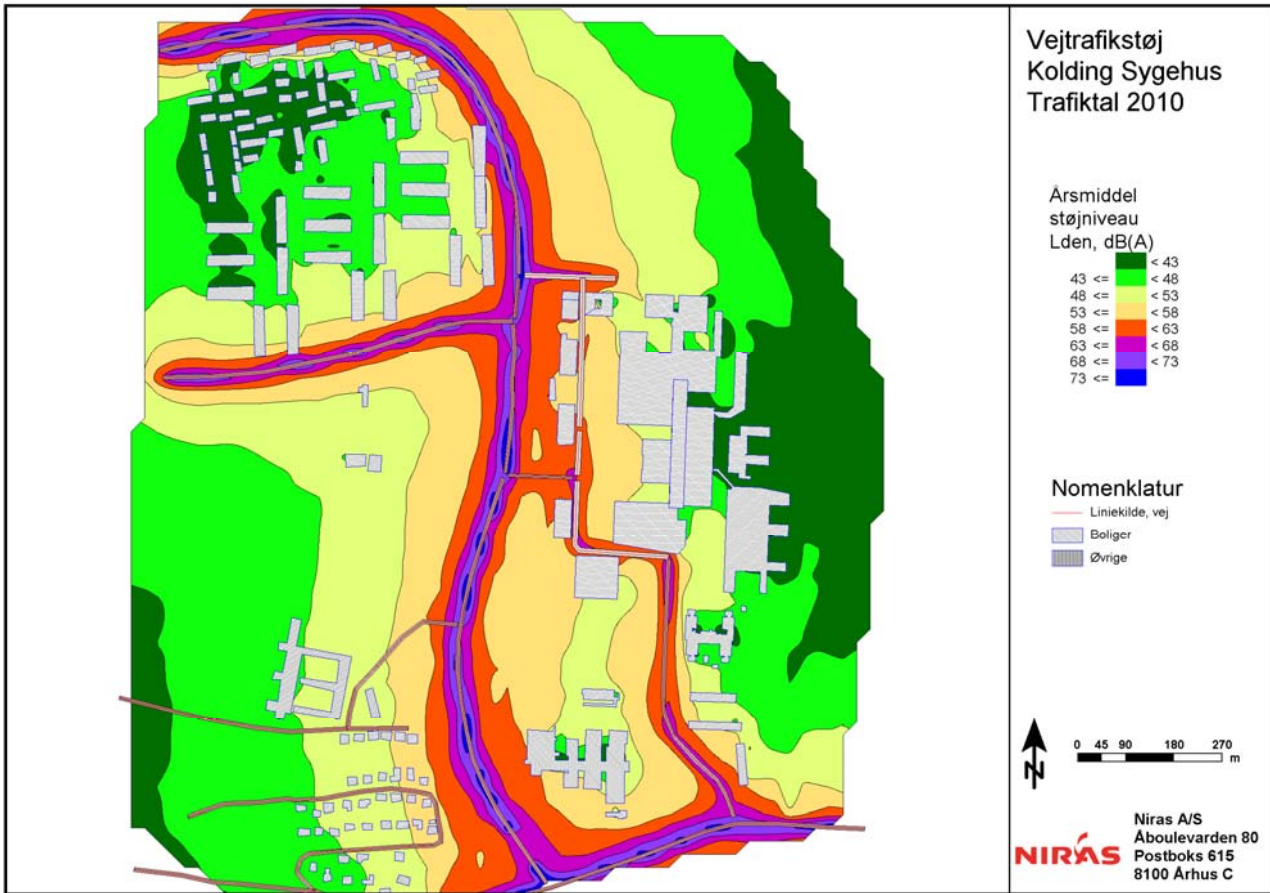 Vejtrafikstøj
Kolding Sygehus
Trafiktal 2010
Årsmiddel
støjniveau
Lden, dB(A)
< 43
43 <= < 48
48 <= < 53
53 <= < 58
58 <= < 63
63 <= < 68
68 <= < 73
73 <=
Nomenklatur
Liniekilde, vej
Boliger
Øvrige
N
0 45 90 180 270
m
NIRÁS
Niras A/S
Åboulevarden 80
Postboks 615
8100 Århus C